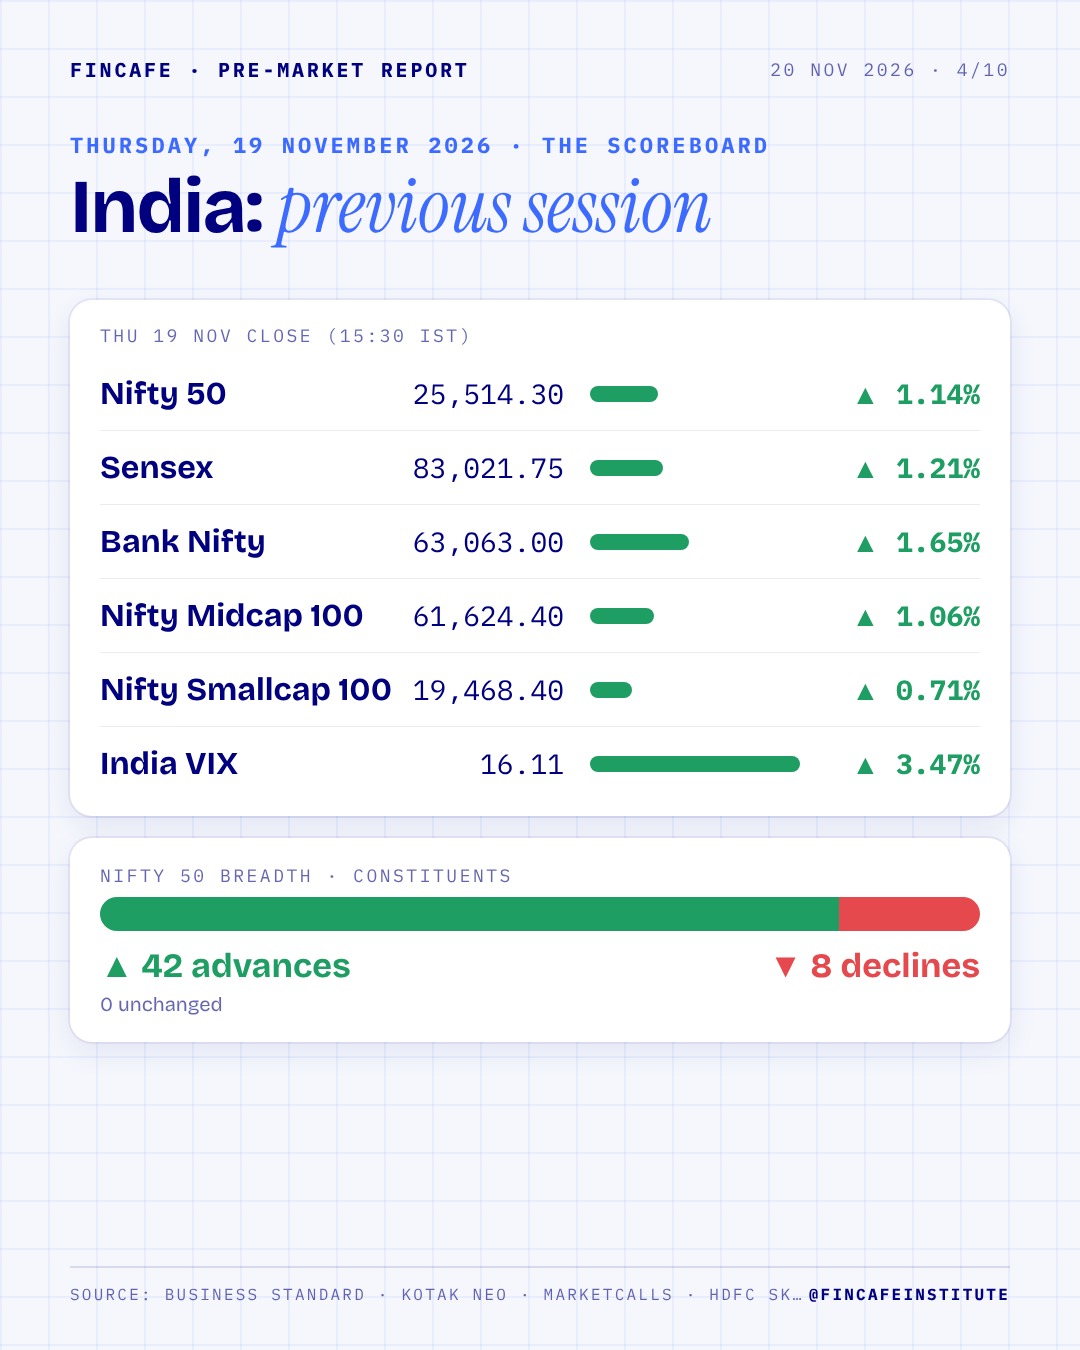 FINCAFE · PRE-MARKET REPORT
20 NOV 2026 · 4/10
THURSDAY, 19 NOVEMBER 2026 · THE SCOREBOARD
India: previous session
THU 19 NOV CLOSE (15:30 IST)
Nifty 50 25,514.30 ▲ 1.14%
Sensex 83,021.75 ▲ 1.21%
Bank Nifty 63,063.00 ▲ 1.65%
Nifty Midcap 100 61,624.40 ▲ 1.06%
Nifty Smallcap 100 19,468.40 ▲ 0.71%
India VIX 16.11 ▲ 3.47%
NIFTY 50 BREADTH · CONSTITUENTS
▲ 42 advances ▼ 8 declines
0 unchanged
SOURCE: BUSINESS STANDARD · KOTAK NEO · MARKETCALLS · HDFC SK… @FINCAFEINSTITUTE